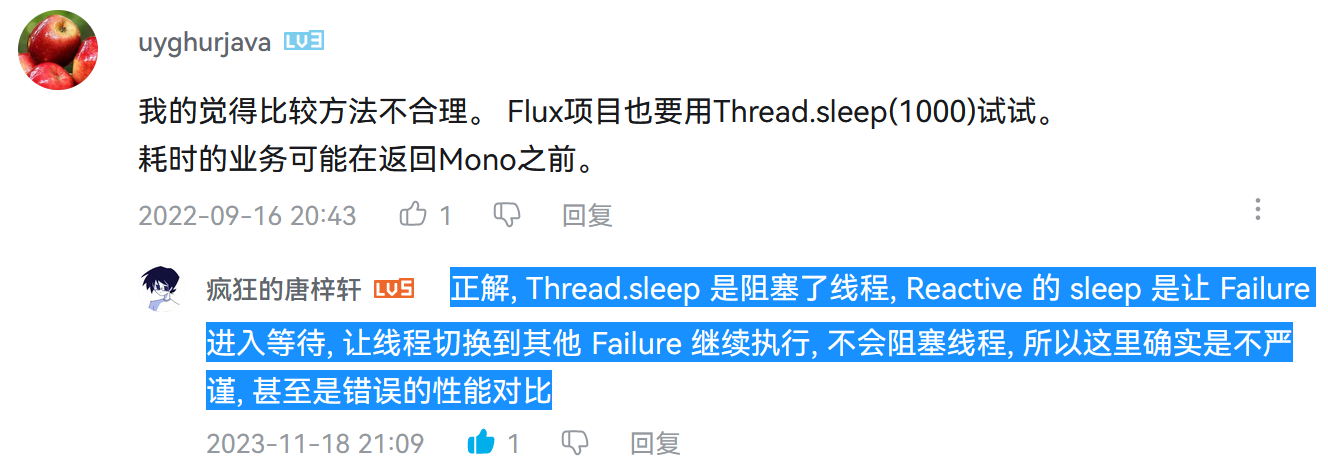 uyghurjava LV3
我的觉得比较方法不合理。 Flux项目也要用Thread.sleep(1000)试试。
耗时的业务可能在返回Mono之前。
2022-09-16 20:43 1 回复
疯狂的唐梓轩 LV5 正解, Thread.sleep 是阻塞了线程, Reactive 的 sleep 是让 Failure
进入等待, 让线程切换到其他 Failure 继续执行, 不会阻塞线程, 所以这里确实是不严
谨, 甚至是错误的性能对比
2023-11-18 21:09 1 回复